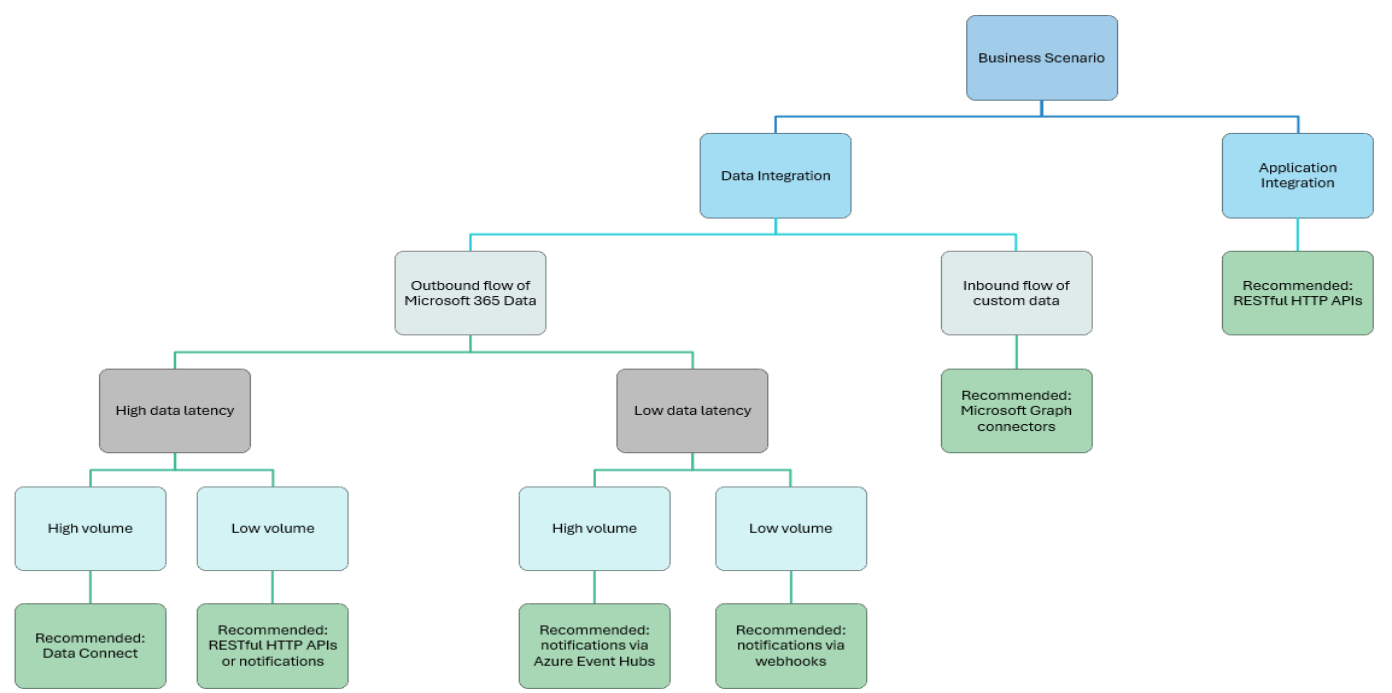 Business Scenario
Data Integration
Application
Integration
Outbound flow of
Microsoft 365 Data
Inbound flow of
custom data
Recommended:
RESTful HTTP APIs
High data latency
Low data latency
Recommended:
Microsoft Graph
connectors
High volume
Low volume
High volume
Low volume
Recommended:
Data Connect
Recommended:
RESTful HTTP APIs
or notifications
Recommended:
notifications via
Azure Event Hubs
Recommended:
notifications via
webhooks